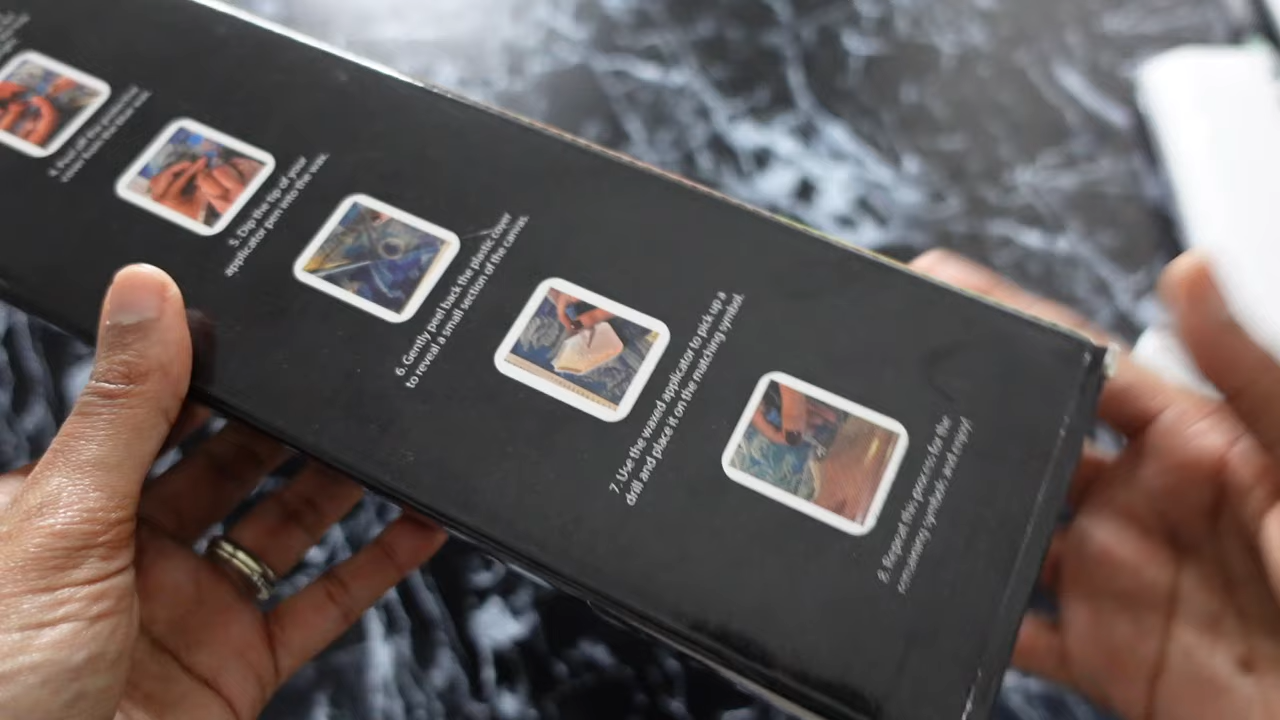 4. Peel off the protective
cover from the
5. Dip the tip of your
applicator pen into the wax.
6. Gently peel back the plastic cover
to reveal a small section of the canvas.
7. Use the waxed applicator to pick up a
drill and place it on the matching symbol.
8. Repeat this process for the
remaining symbols and enjoy!